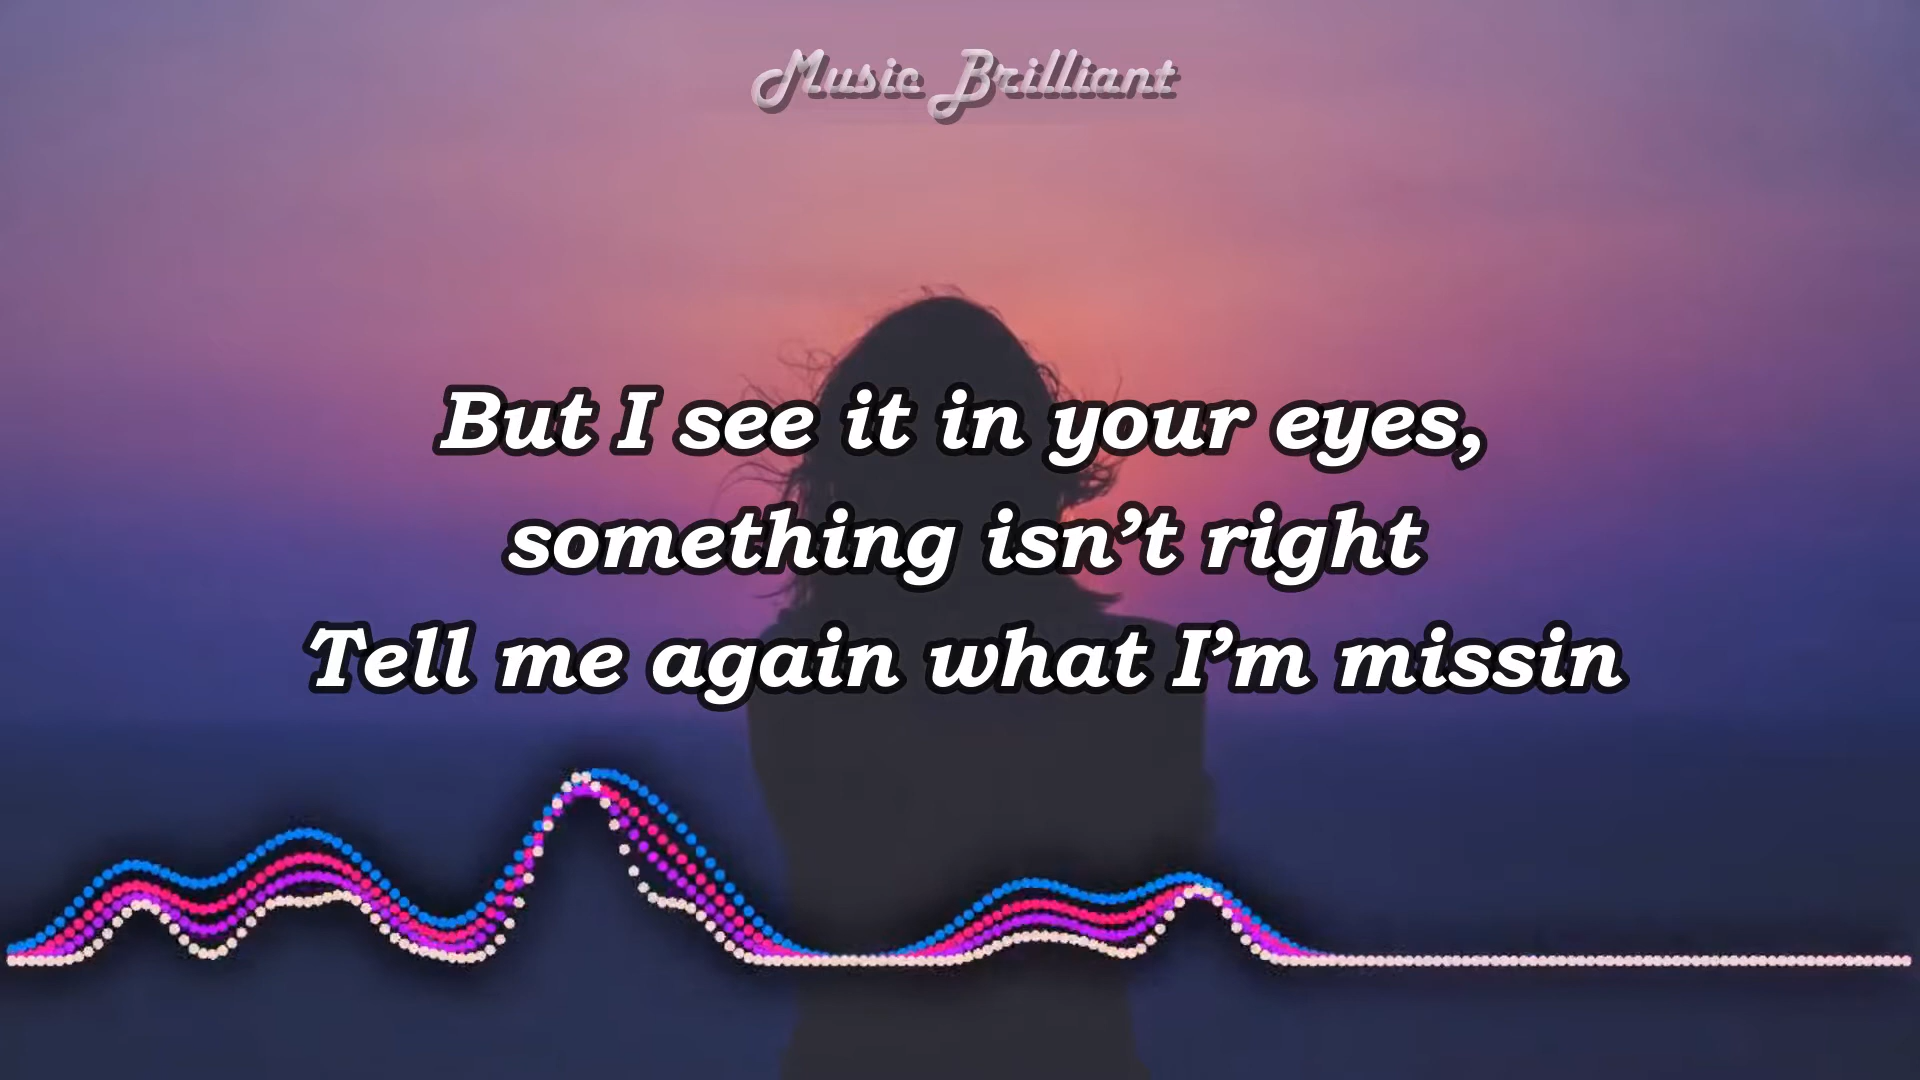 Music Brilliant
But I see it in your eyes,
something isn’t right
Tell me again what I’m missin